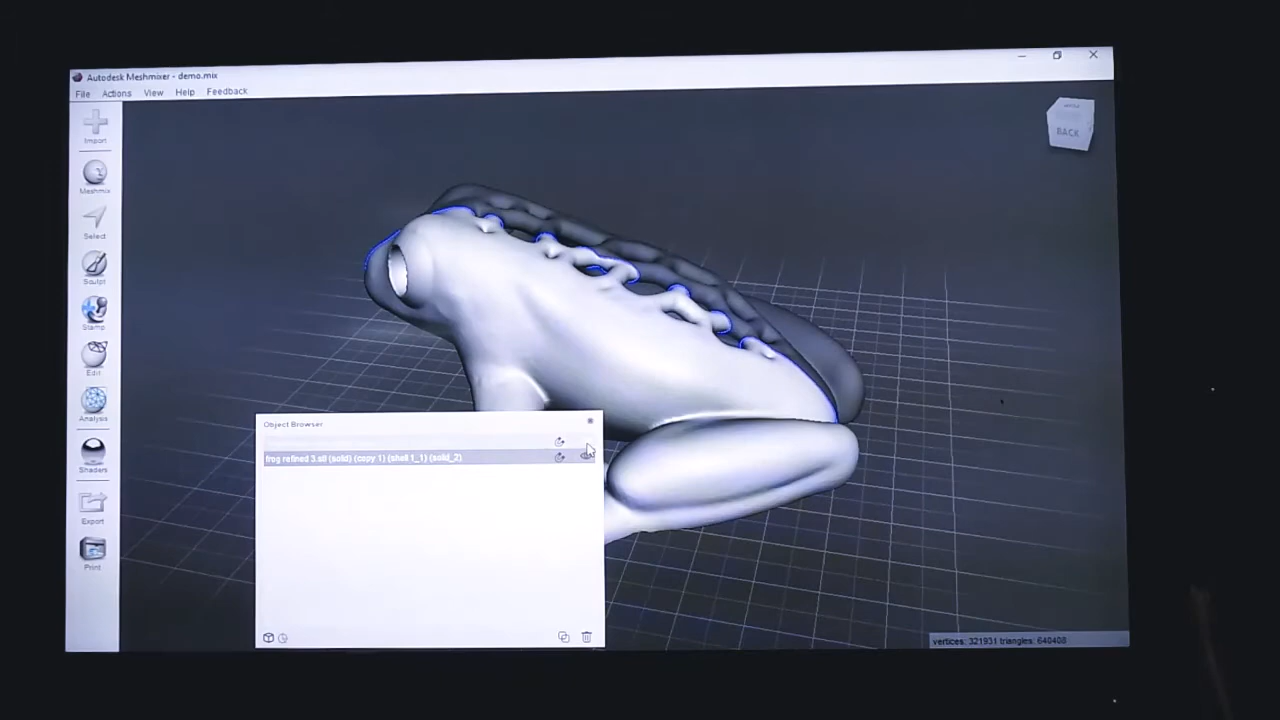 Autodesk Meshmixer - demo.mix
File Actions View Help Feedback
Import
Meshmix
Select
Sculpt
Stamp
Edit
Analysis
Shaders
Export
Print
BACK
Object Browser
frog refined 3.stl (solid) (copy 1) (shell 1_1) (solid_2)
vertices: 321931 triangles: 640408